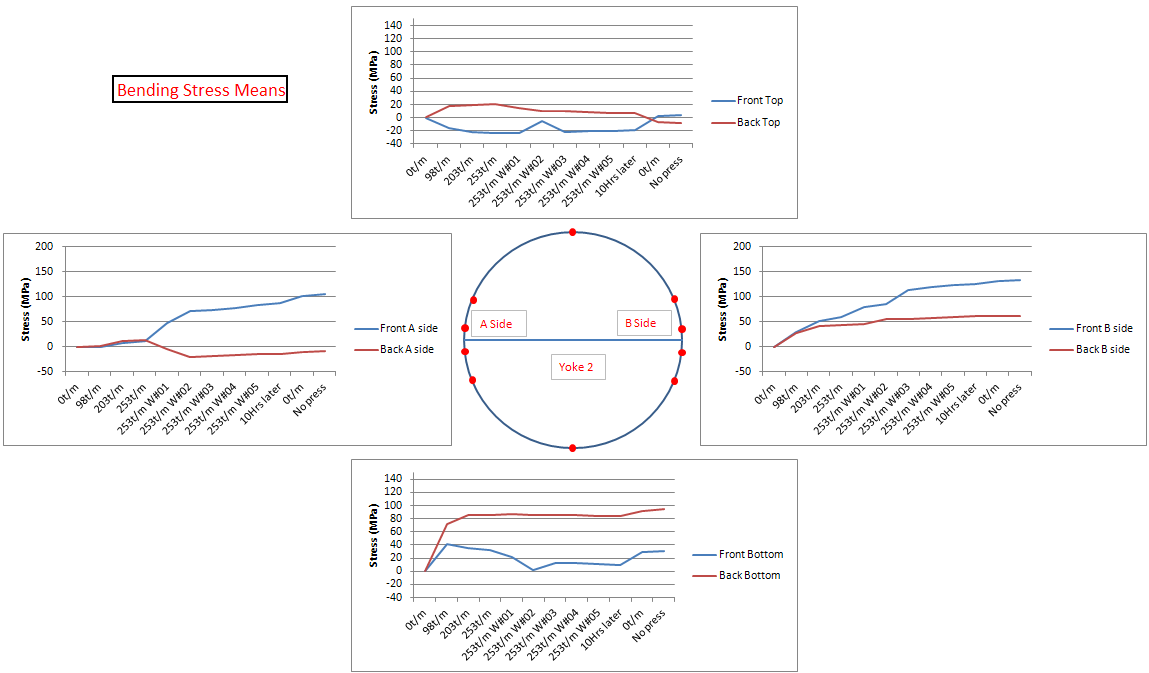 Bending Stress Means
Stress (MPa)
140
120
100
80
60
40
20
0
-20
-40
0t/m
98t/m
203t/m
253t/m
253t/m W#01
253t/m W#02
253t/m W#03
253t/m W#04
253t/m W#05
10Hrs later
0t/m
No press
Front Top
Back Top
Stress (MPa)
200
150
100
50
0
-50
0t/m
98t/m
203t/m
253t/m
253t/m W#01
253t/m W#02
253t/m W#03
253t/m W#04
253t/m W#05
10Hrs later
0t/m
No press
Front A side
Back A side
A Side
B Side
Yoke 2
Stress (MPa)
200
150
100
50
0
-50
0t/m
98t/m
203t/m
253t/m
253t/m W#01
253t/m W#02
253t/m W#03
253t/m W#04
253t/m W#05
10Hrs later
0t/m
No press
Front B side
Back B side
Stress (MPa)
140
120
100
80
60
40
20
0
-20
-40
0t/m
98t/m
203t/m
253t/m
253t/m W#01
253t/m W#02
253t/m W#03
253t/m W#04
253t/m W#05
10Hrs later
0t/m
No press
Front Bottom
Back Bottom